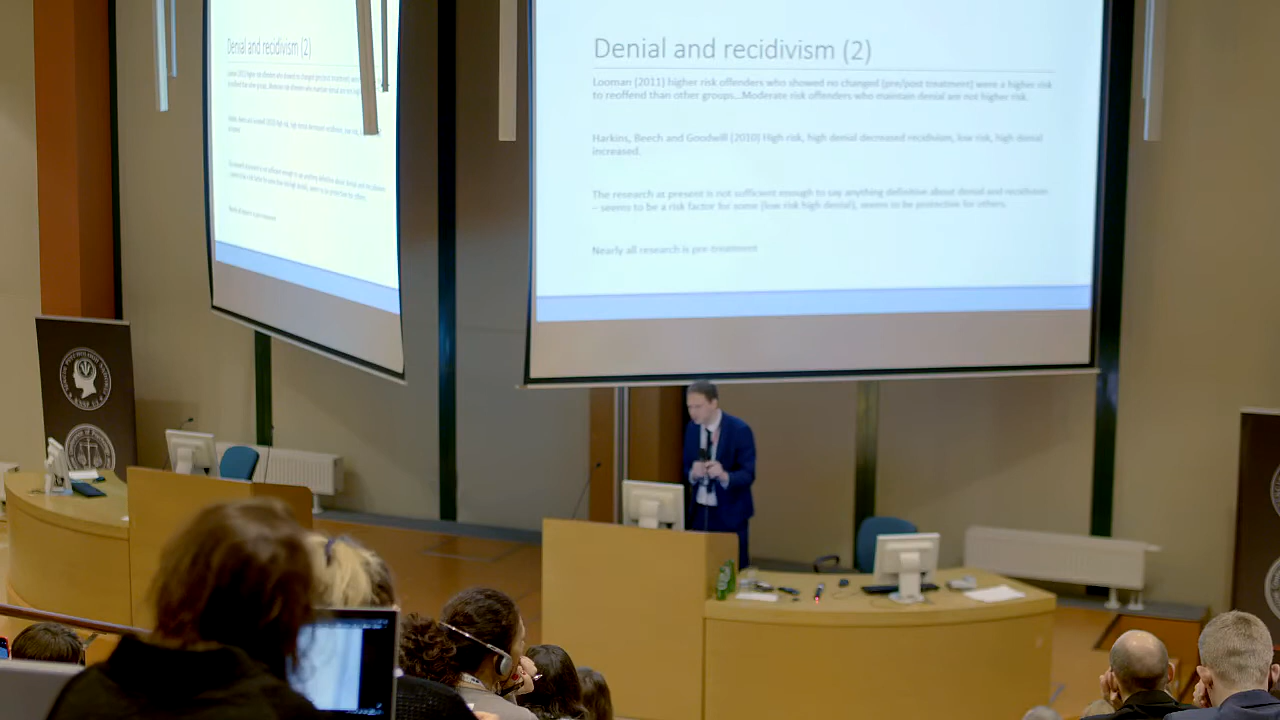 Denial and recidivism (2)
Denial and recidivism (2)
Looman (2011) higher risk offenders who showed no changed (pre/post treatment) were a higher risk
to reoffend than other groups...Moderate risk offenders who maintain denial are not higher risk.
Harkins, Beech and Goodwill (2010) High risk, high denial decreased recidivism, low risk, high denial
increased.
The research at present is not sufficient enough to say anything definitive about denial and recidivism
– seems to be a risk factor for some (low risk high denial), seems to be protective for others.
Nearly all research is pre-treatment